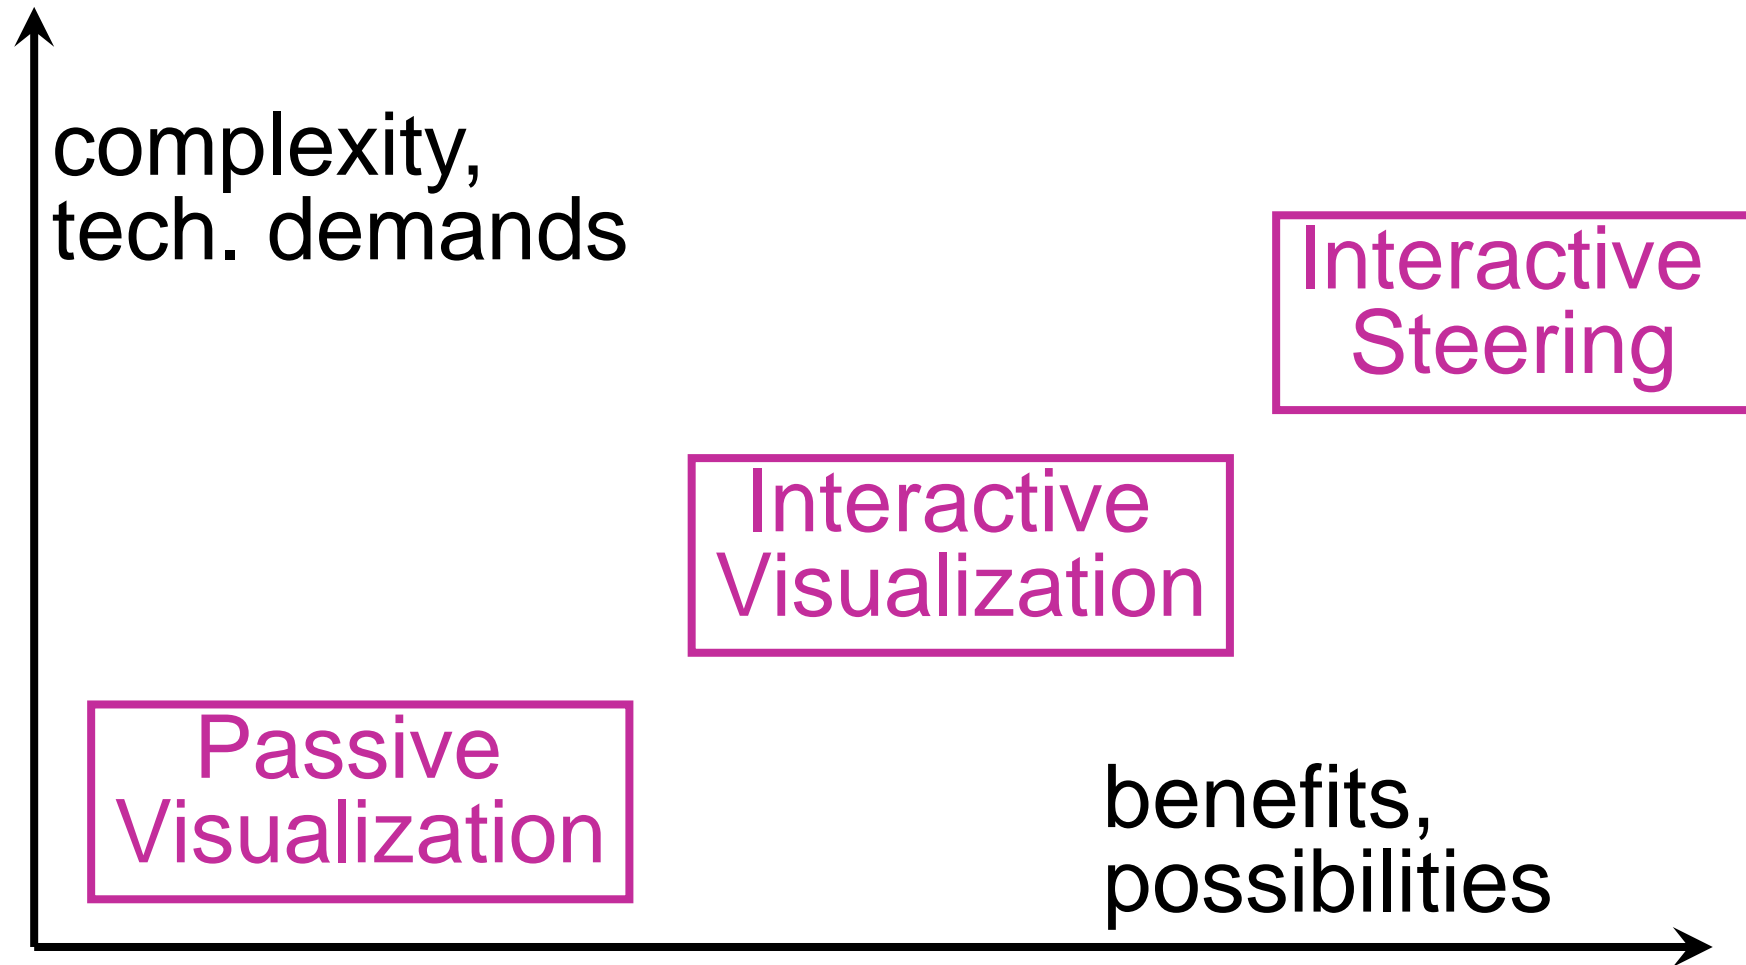 complexity,
tech. demands
Interactive
Steering
Interactive
Visualization
Passive
Visualization
benefits,
possibilities